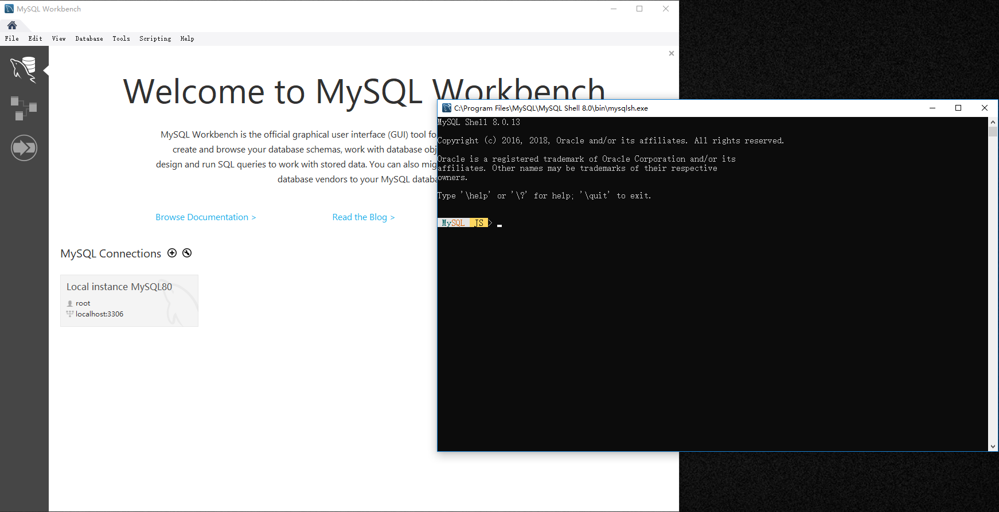 MySQL Workbench
File Edit View Database Tools Scripting Help
Welcome to MySQL Workbench
MySQL Workbench is the official graphical user interface (GUI) tool fo
create and browse your database schemas, work with database obj
design and run SQL queries to work with stored data. You can also mig
database vendors to your MySQL databa
Browse Documentation >
Read the Blog >
MySQL Connections
Local instance MySQL80
root
localhost:3306
C:\Program Files\MySQL\MySQL Shell 8.0\bin\mysqlsh.exe
MySQL Shell 8.0.13
Copyright (c) 2016, 2018, Oracle and/or its affiliates. All rights reserved.
Oracle is a registered trademark of Oracle Corporation and/or its
affiliates. Other names may be trademarks of their respective
owners.
Type '\help' or '\?' for help; '\quit' to exit.
MySQL JS>